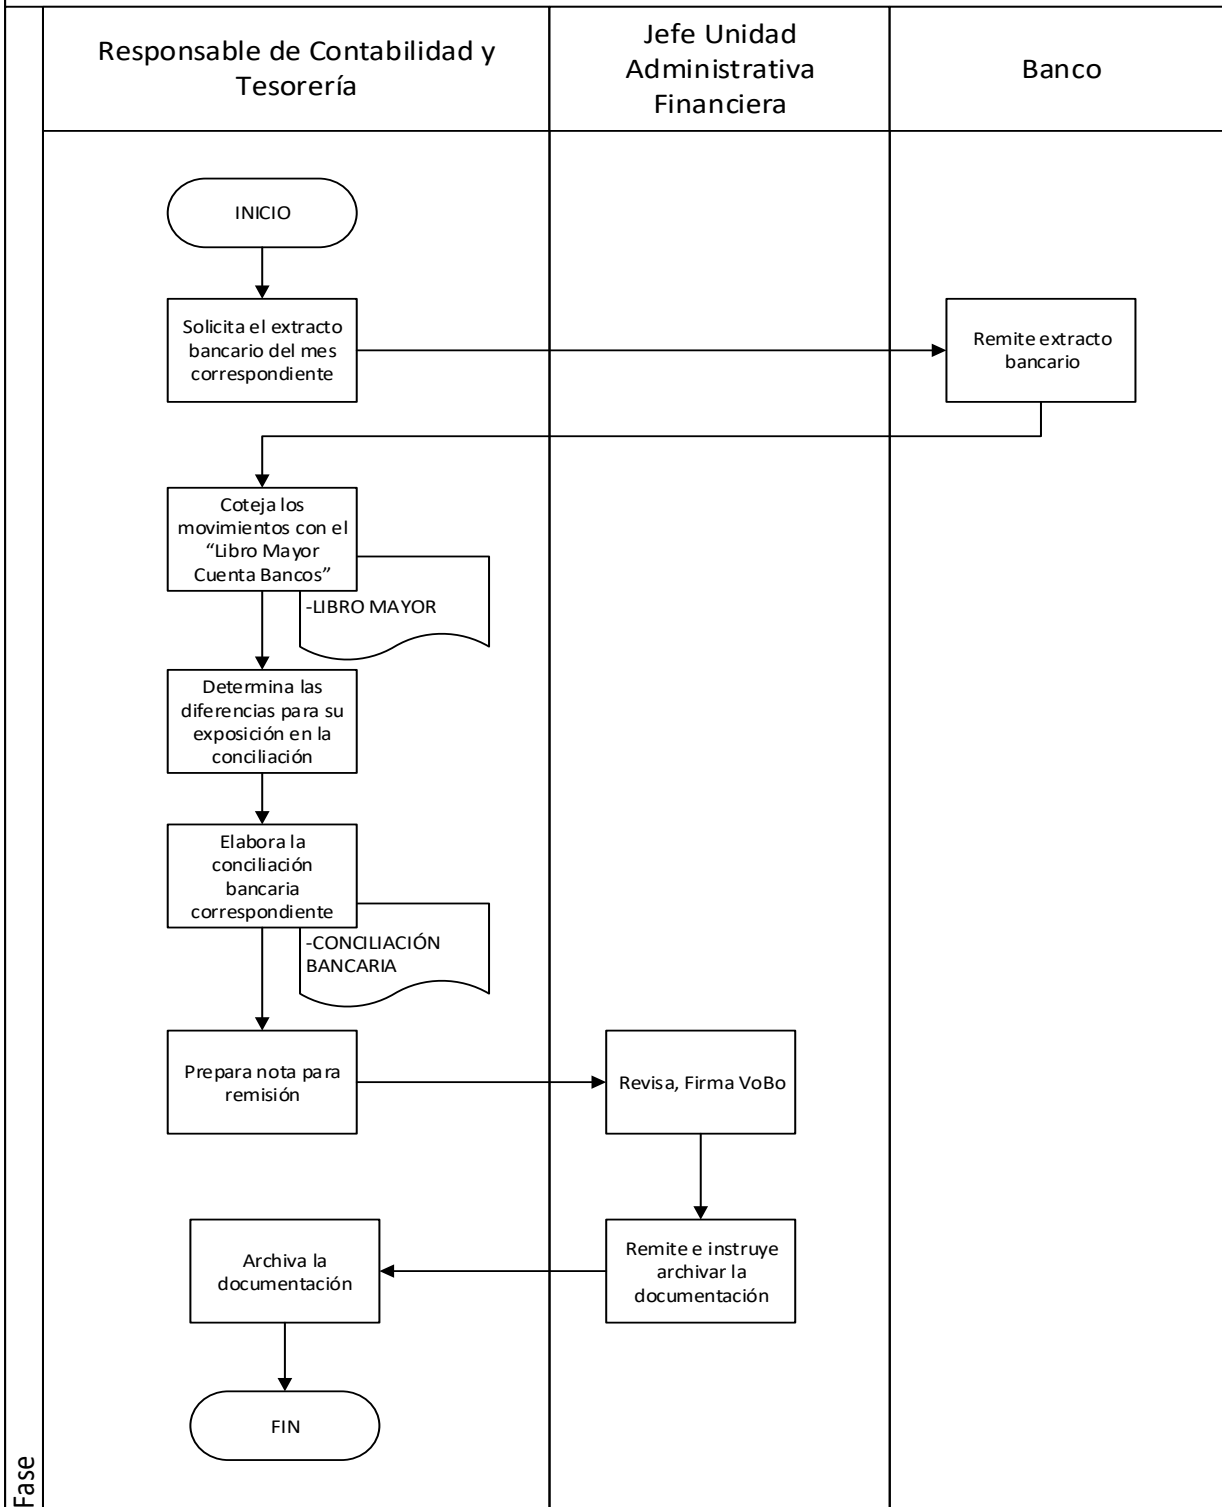 Responsable de Contabilidad y
Tesorería
Jefe Unidad
Administrativa
Financiera
Banco
INICIO
Solicita el extracto
bancario del mes
correspondiente
Remite extracto
bancario
Coteja los
movimientos con el
“Libro Mayor
Cuenta Bancos”
-LIBRO MAYOR
Determina las
diferencias para su
exposición en la
conciliación
Elabora la
conciliación
bancaria
correspondiente
-CONCILIACIÓN
BANCARIA
Prepara nota para
remisión
Revisa, Firma VoBo
Remite e instruye
archivar la
documentación
Archiva la
documentación
FIN
Fase